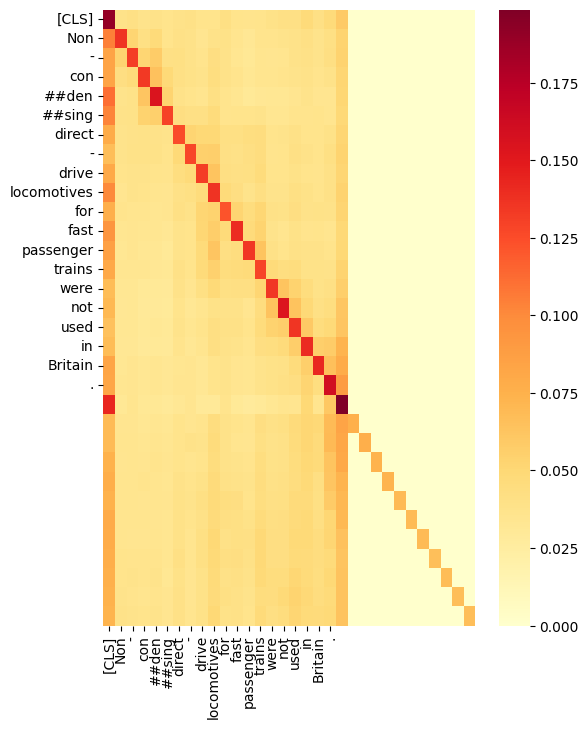 [CLS]
Non
-
con
##den
##sing
direct
-
drive
locomotives
for
fast
passenger
trains
were
not
used
in
Britain
.
0.175
0.150
0.125
0.100
0.075
0.050
0.025
0.000
[CLS]
Non
-
con
##den
##sing
direct
-
drive
locomotives
for
fast
passenger
trains
were
not
used
in
Britain
.